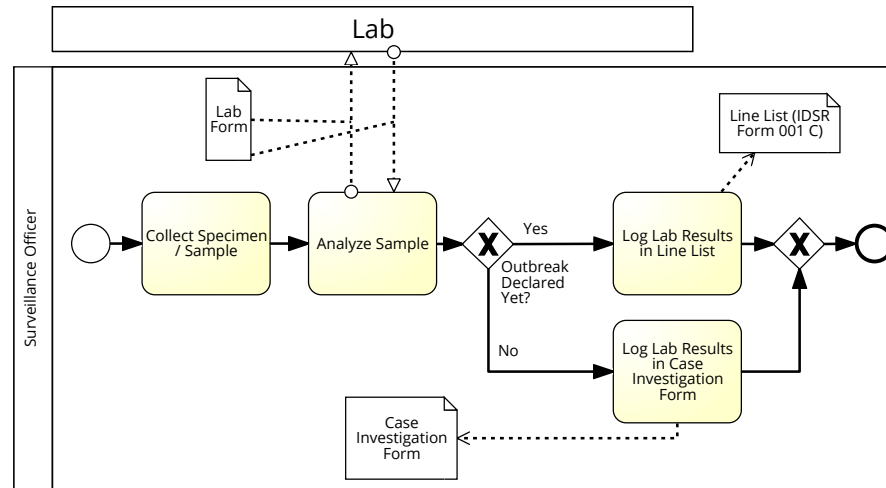 Lab
Lab
Form
Line List (IDSR
Form 001 C)
Surveillance Officer
Collect Specimen
/ Sample
Analyze Sample
Yes
Outbreak
Declared
Yet?
No
Log Lab Results
in Line List
Log Lab Results
in Case
Investigation
Form
Case
Investigation
Form